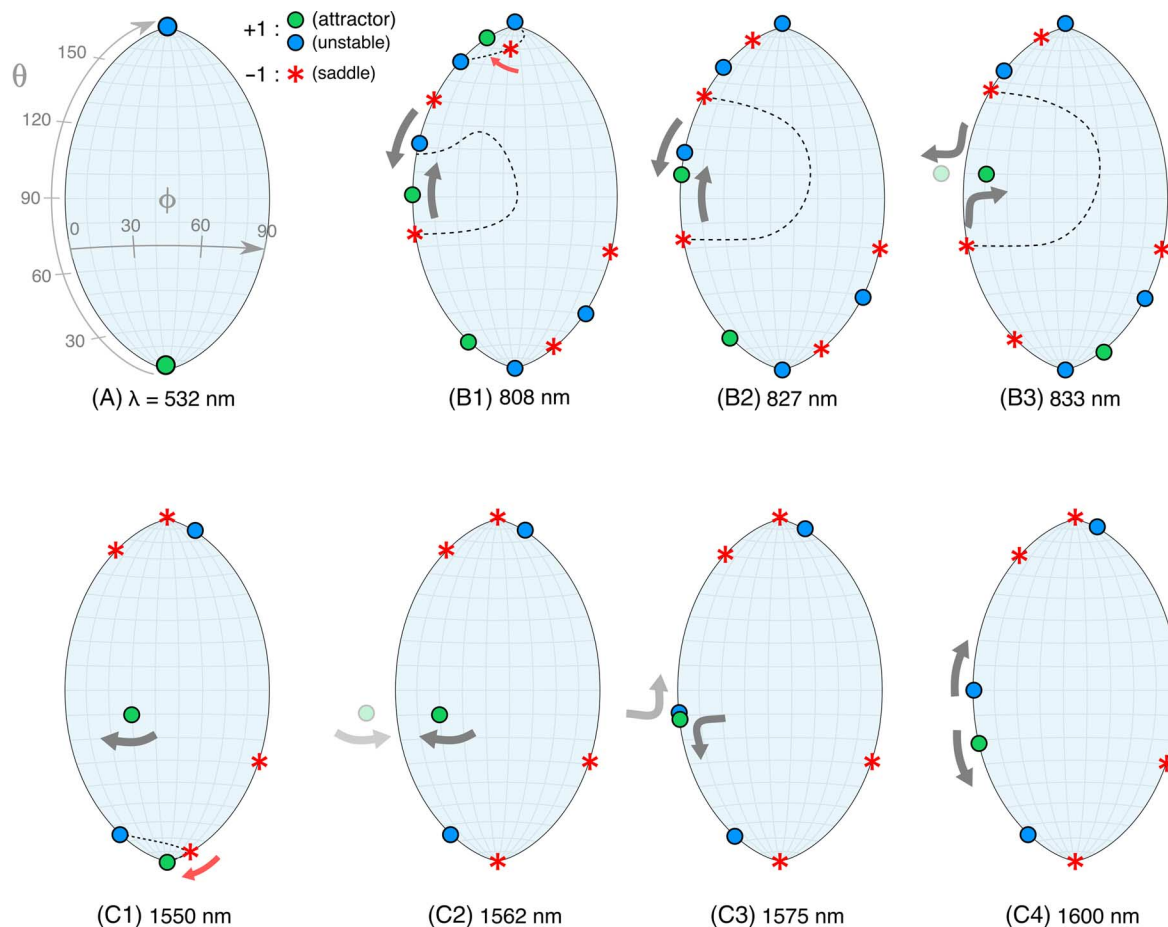 +1 : (attractor)
(unstable)
−1 : (saddle)
θ
150
120
90
60
30
ϕ
0 30 60 90
(A) λ = 532 nm
(B1) 808 nm
(B2) 827 nm
(B3) 833 nm
(C1) 1550 nm
(C2) 1562 nm
(C3) 1575 nm
(C4) 1600 nm